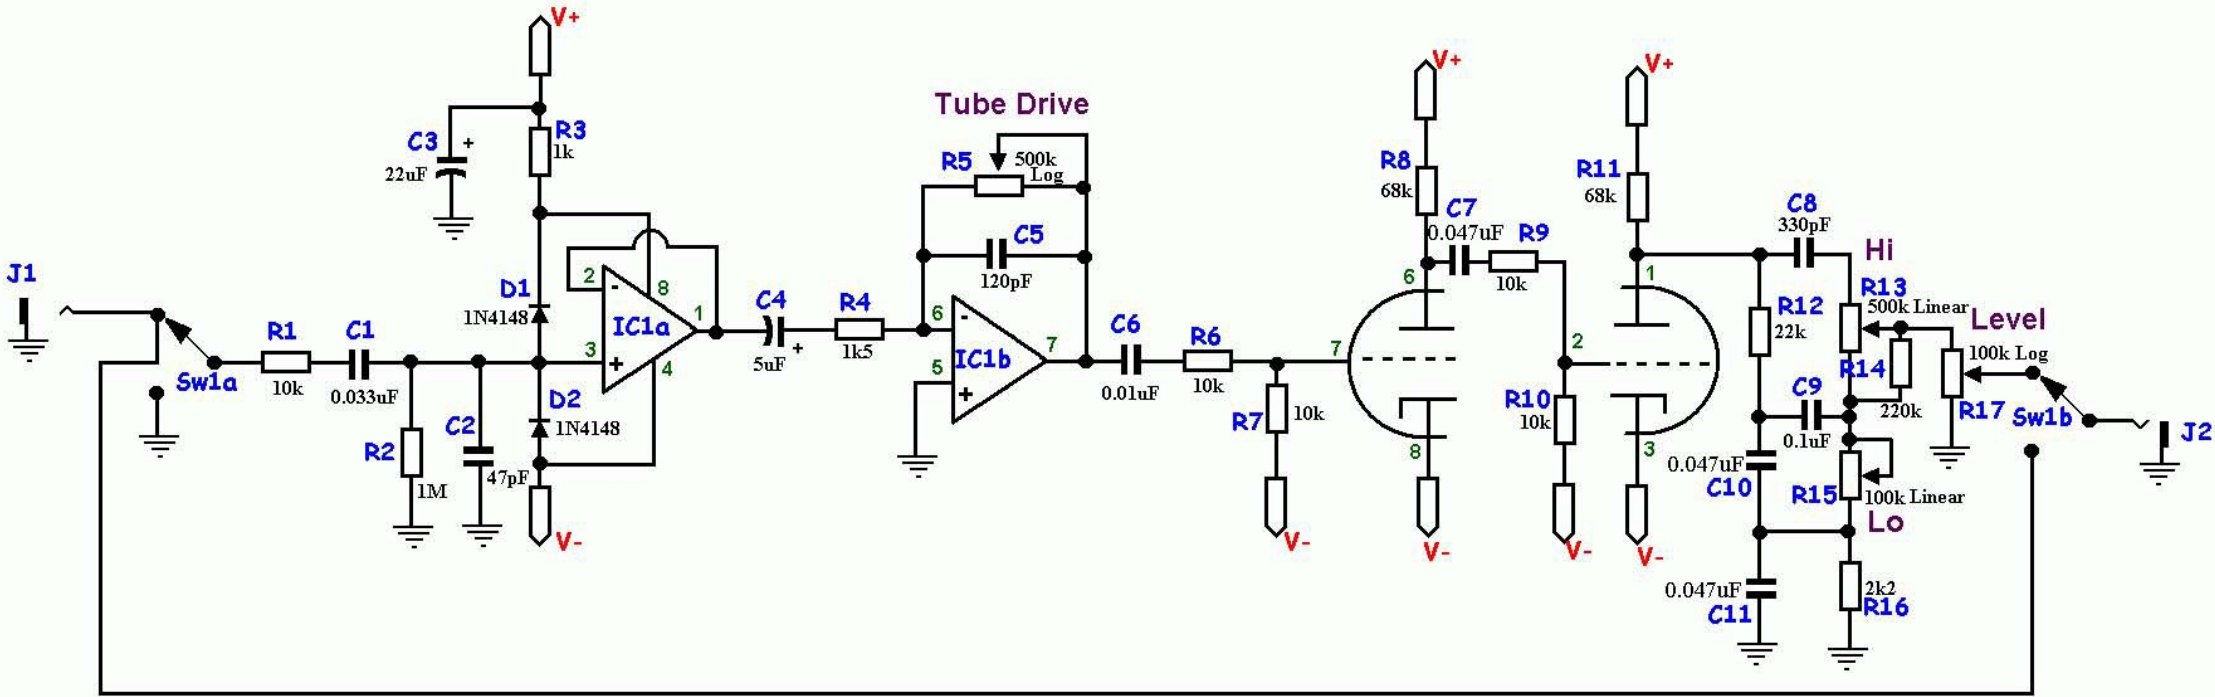 V+
C3
+
22uF
R3
1k
J1
Sw1a
R1
10k
C1
0.033uF
R2
1M
C2
47pF
D1
1N4148
D2
1N4148
V-
2
-
8
IC1a
1
3
+
4
C4
5uF
+
R4
1k5
Tube Drive
R5
500k
Log
C5
120pF
6
-
IC1b
7
5
+
C6
0.01uF
R6
10k
R7
10k
V-
V+
R8
68k
C7
0.047uF
R9
10k
6
7
8
V-
2
R10
10k
V-
V+
R11
68k
1
3
V-
C8
330pF
Hi
R12
22k
R13
500k Linear
R14
220k
Level
100k Log
R17
C9
0.1uF
0.047uF
C10
R15
100k Linear
Lo
0.047uF
C11
2k2
R16
Sw1b
J2